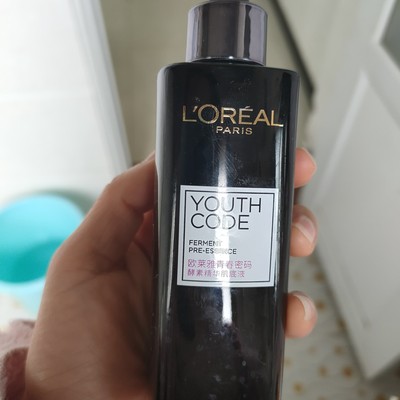 L'ORÉAL
PARIS
YOUTH
CODE
FERMENT
PRE-ESSENCE
欧莱雅青春密码
酵素精华肌底液